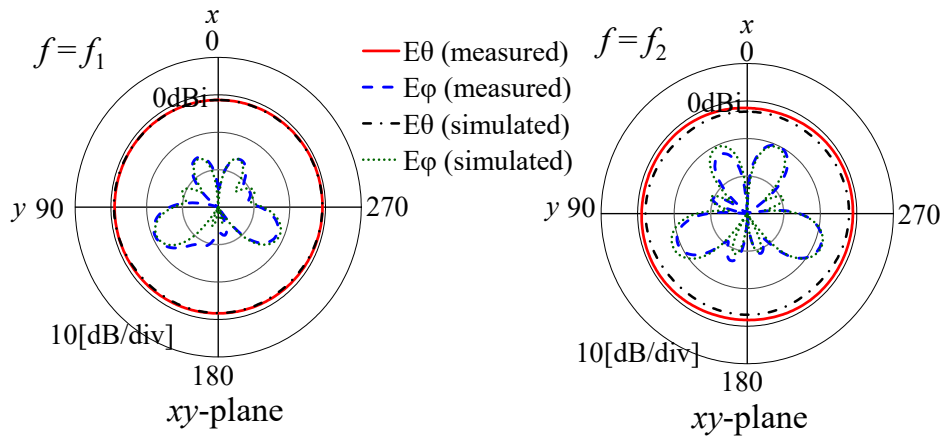 f = f1
x
0
0dBi
y 90
270
10[dB/div]
180
xy-plane
Eθ (measured)
Eφ (measured)
Eθ (simulated)
Eφ (simulated)
f = f2
x
0
0dBi
y 90
270
10[dB/div]
180
xy-plane